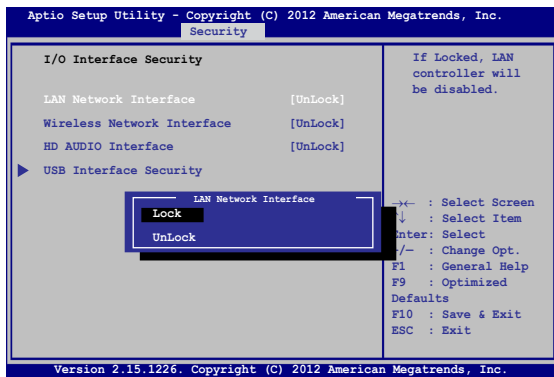 Aptio Setup Utility - Copyright (C) 2012 American Megatrends, Inc.
Security
I/O Interface Security
LAN Network Interface [UnLock]
Wireless Network Interface [UnLock]
HD AUDIO Interface [UnLock]
USB Interface Security
LAN Network Interface
Lock
UnLock
If Locked, LAN
controller will
be disabled.
→← : Select Screen
↑↓ : Select Item
Enter: Select
+/— : Change Opt.
F1 : General Help
F9 : Optimized
Defaults
F10 : Save & Exit
ESC : Exit
Version 2.15.1226. Copyright (C) 2012 American Megatrends, Inc.